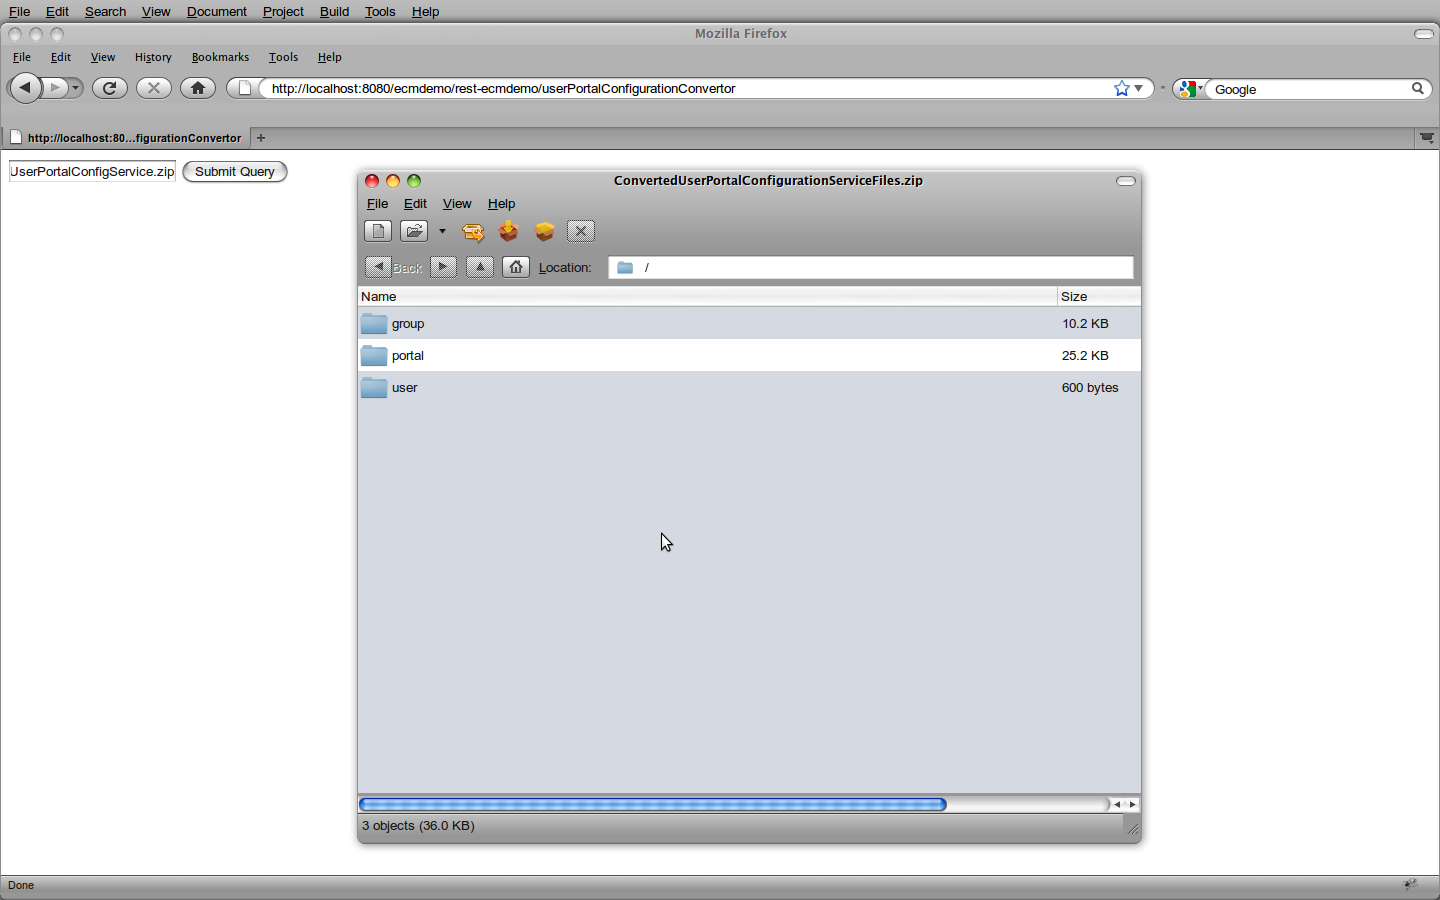 File Edit Search View Document Project Build Tools Help
Mozilla Firefox
File Edit View History Bookmarks Tools Help
http://localhost:8080/ecmdemo/rest-ecmdemo/userPortalConfigurationConvertor
Google
http://localhost:80...figurationConvertor
UserPortalConfigService.zip Submit Query
ConvertedUserPortalConfigurationServiceFiles.zip
File Edit View Help
Back Location: /
Name Size
group 10.2 KB
portal 25.2 KB
user 600 bytes
3 objects (36.0 KB)
Done